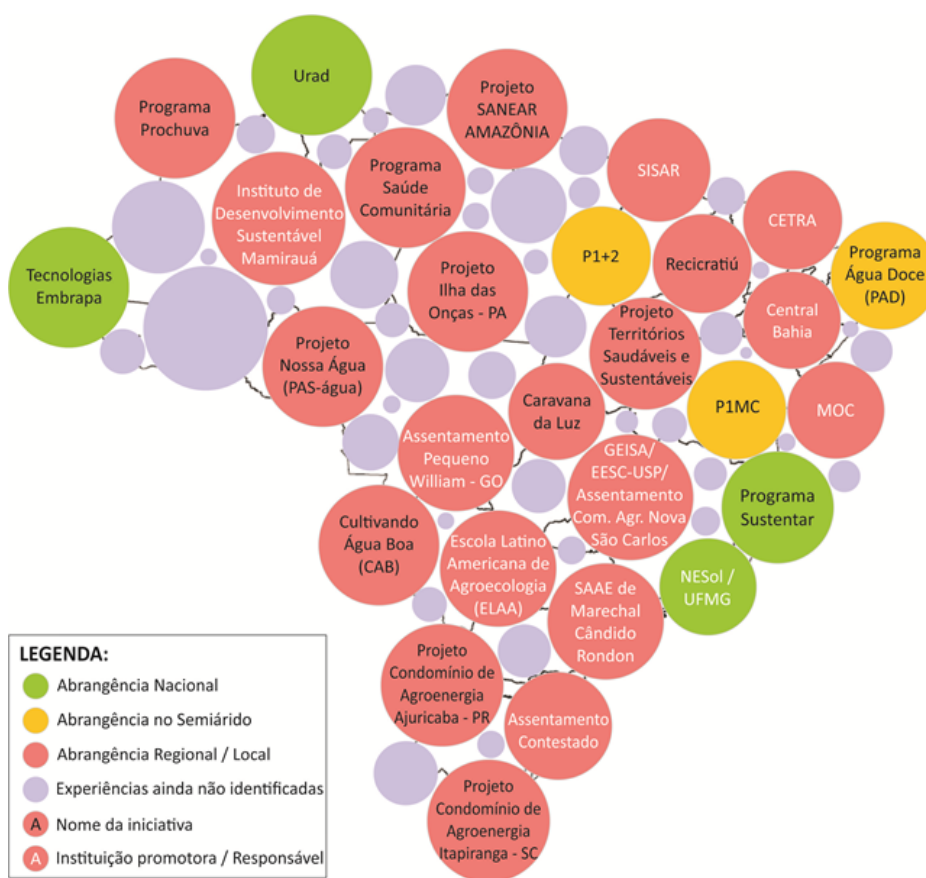 Urad
Programa
Prochuva
Projeto
SANEAR
AMAZÔNIA
Instituto de
Desenvolvimento
Sustentável
Mamirauá
Programa
Saúde
Comunitária
SISAR
CETRA
Tecnologias
Embrapa
P1+2
Recicratiú
Programa
Água Doce
(PAD)
Projeto
Ilha das
Onças - PA
Central
Bahia
Projeto
Territórios
Saudáveis e
Sustentáveis
Projeto
Nossa Água
(PAS-água)
Caravana
da Luz
P1MC
MOC
Assentamento
Pequeno
William - GO
GEISA/
EESC-USP/
Assentamento
Com. Agr. Nova
São Carlos
Programa
Sustentar
Cultivando
Água Boa
(CAB)
Escola Latino
Americana de
Agroecologia
(ELAA)
NESol /
UFMG
SAAE de
Marechal
Cândido
Rondon
Projeto
Condomínio de
Agroenergia
Ajuricaba - PR
Assentamento
Contestado
Projeto
Condomínio de
Agroenergia
Itapiranga - SC
LEGENDA:
Abrangência Nacional
Abrangência no Semiárido
Abrangência Regional / Local
Experiências ainda não identificadas
A Nome da iniciativa
A Instituição promotora / Responsável